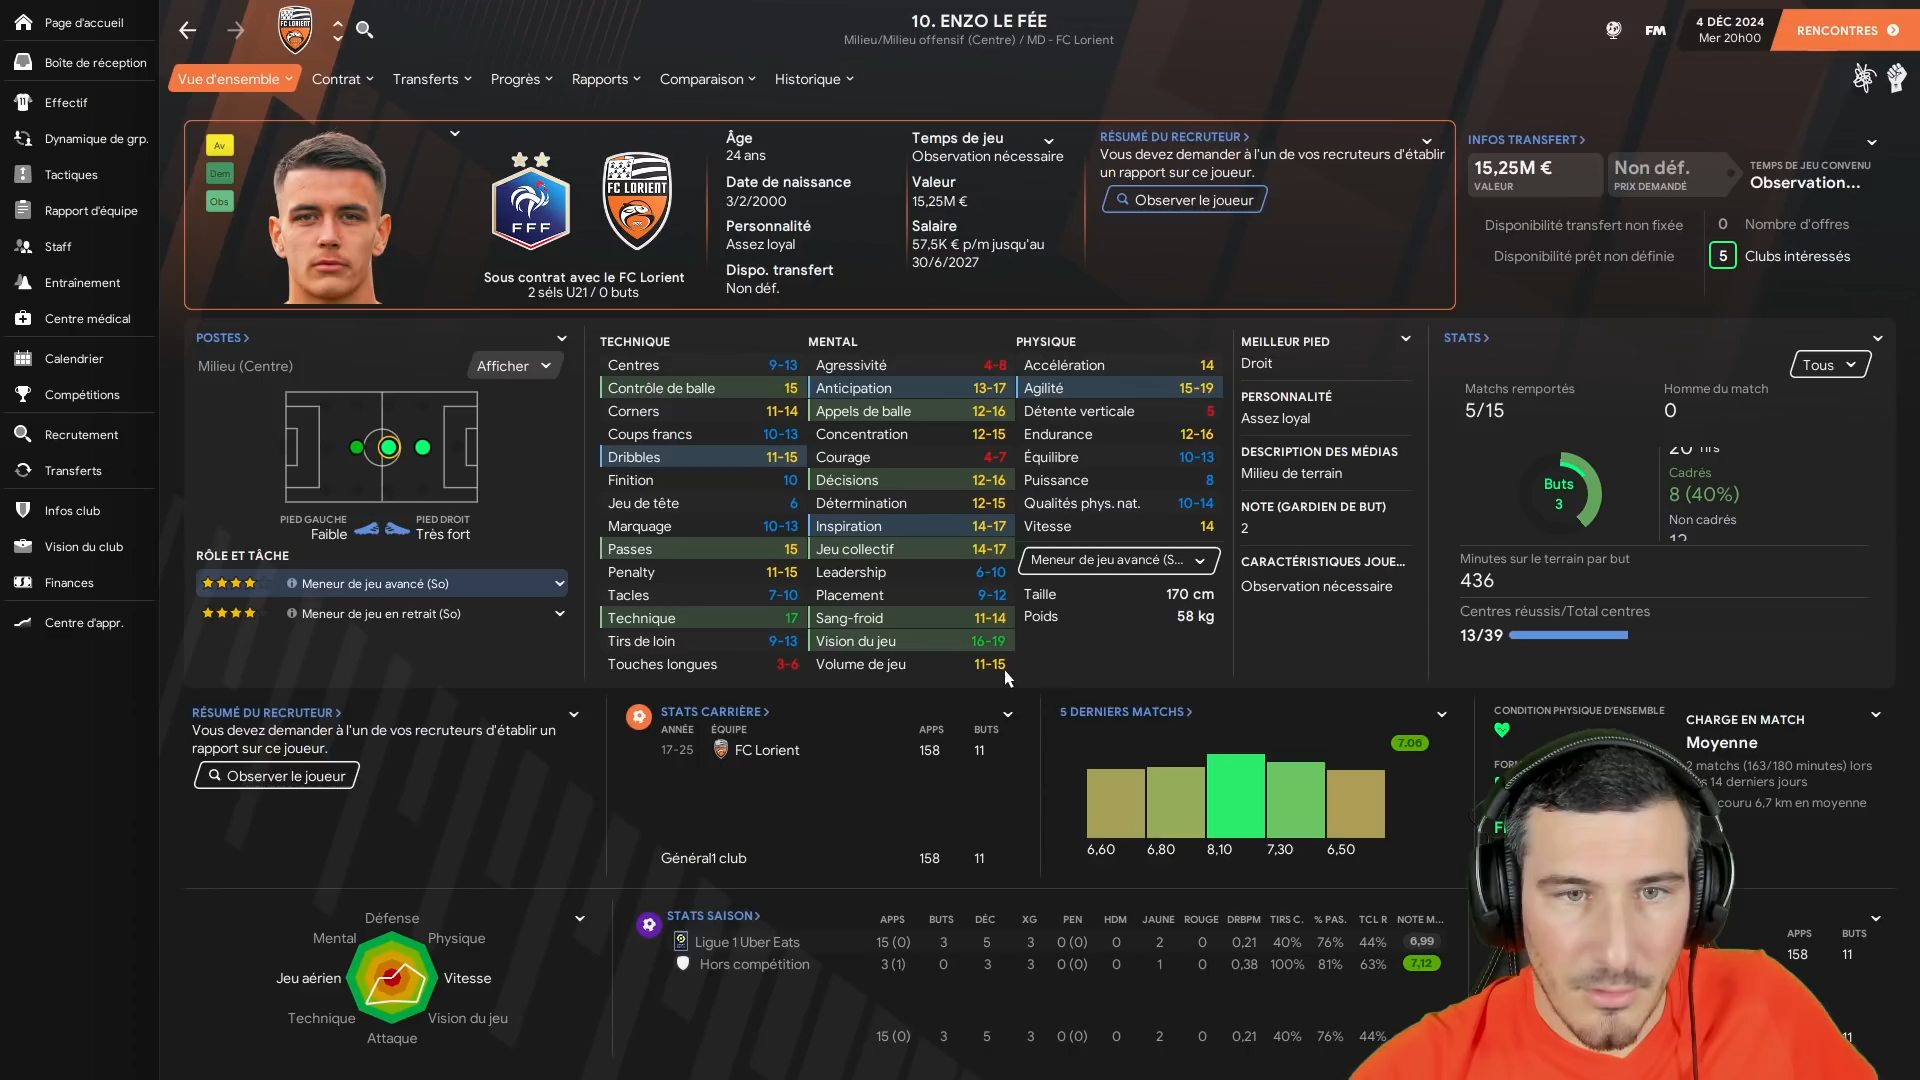 Page d'accueil
Boîte de réception
Effectif
Dynamique de grp.
Tactiques
Rapport d'équipe
Staff
Entraînement
Centre médical
Calendrier
Compétitions
Recrutement
Transferts
Infos club
Vision du club
Finances
Centre d'appr.
FC LORIENT
10. ENZO LE FÉE
Milieu/Milieu offensif (Centre) / MD - FC Lorient
FM
4 DÉC 2024
Mer 20h00
RENCONTRES
Vue d'ensemble
Contrat
Transferts
Progrès
Rapports
Comparaison
Historique
Av
Dem
Obs
FFF
FC LORIENT
Sous contrat avec le FC Lorient
2 séls U21 / 0 buts
Âge
24 ans
Date de naissance
3/2/2000
Personnalité
Assez loyal
Dispo. transfert
Non déf.
Temps de jeu
Observation nécessaire
Valeur
15,25M €
Salaire
57,5K € p/m jusqu'au
30/6/2027
RÉSUMÉ DU RECRUTEUR >
Vous devez demander à l'un de vos recruteurs d'établir
un rapport sur ce joueur.
Observer le joueur
INFOS TRANSFERT >
15,25M €
VALEUR
Non déf.
PRIX DEMANDÉ
TEMPS DE JEU CONVENU
Observation...
Disponibilité transfert non fixée
0 Nombre d'offres
Disponibilité prêt non définie
5 Clubs intéressés
POSTES >
Milieu (Centre)
Afficher
PIED GAUCHE
Faible
PIED DROIT
Très fort
RÔLE ET TÂCHE
Meneur de jeu avancé (So)
Meneur de jeu en retrait (So)
TECHNIQUE
Centres 9-13
Contrôle de balle 15
Corners 11-14
Coups francs 10-13
Dribbles 11-15
Finition 10
Jeu de tête 6
Marquage 10-13
Passes 15
Penalty 11-15
Tacles 7-10
Technique 17
Tirs de loin 9-13
Touches longues 3-6
MENTAL
Agressivité 4-8
Anticipation 13-17
Appels de balle 12-16
Concentration 12-15
Courage 4-7
Décisions 12-16
Détermination 12-15
Inspiration 14-17
Jeu collectif 14-17
Leadership 6-10
Placement 9-12
Sang-froid 11-14
Vision du jeu 16-19
Volume de jeu 11-15
PHYSIQUE
Accélération 14
Agilité 15-19
Détente verticale 5
Endurance 12-16
Équilibre 10-13
Puissance 8
Qualités phys. nat. 10-14
Vitesse 14
Meneur de jeu avancé (S...
Taille 170 cm
Poids 58 kg
MEILLEUR PIED
Droit
PERSONNALITÉ
Assez loyal
DESCRIPTION DES MÉDIAS
Milieu de terrain
NOTE (GARDIEN DE BUT)
2
CARACTÉRISTIQUES JOUE...
Observation nécessaire
STATS >
Tous
Matchs remportés
5/15
Homme du match
0
Buts
3
Cadrés
8 (40%)
Non cadrés
Minutes sur le terrain par but
436
Centres réussis/Total centres
13/39
RÉSUMÉ DU RECRUTEUR >
Vous devez demander à l'un de vos recruteurs d'établir un
rapport sur ce joueur.
Observer le joueur
STATS CARRIÈRE >
ANNÉE ÉQUIPE APPS BUTS
17-25 FC Lorient 158 11
Général1 club 158 11
5 DERNIERS MATCHS >
7.06
6,60 6,80 8,10 7,30 6,50
CONDITION PHYSIQUE D'ENSEMBLE
CHARGE EN MATCH
Moyenne
2 matchs (163/180 minutes) lors
14 derniers jours
6,7 km en moyenne
Défense
Mental
Physique
Jeu aérien
Vitesse
Technique
Vision du jeu
Attaque
STATS SAISON >
APPS BUTS DÉC XG PEN HDM JAUNE ROUGE DRBPM TIRS C. % PAS. TCL R NOTE M...
Ligue 1 Uber Eats 15 (0) 3 5 3 0 (0) 0 2 0 0,21 40% 76% 44% 6,99
Hors compétition 3 (1) 0 3 3 0 (0) 0 1 0 0,38 100% 81% 63% 7,12
15 (0) 3 5 3 0 (0) 0 2 0 0,21 40% 76% 44%
APPS BUTS
158 11